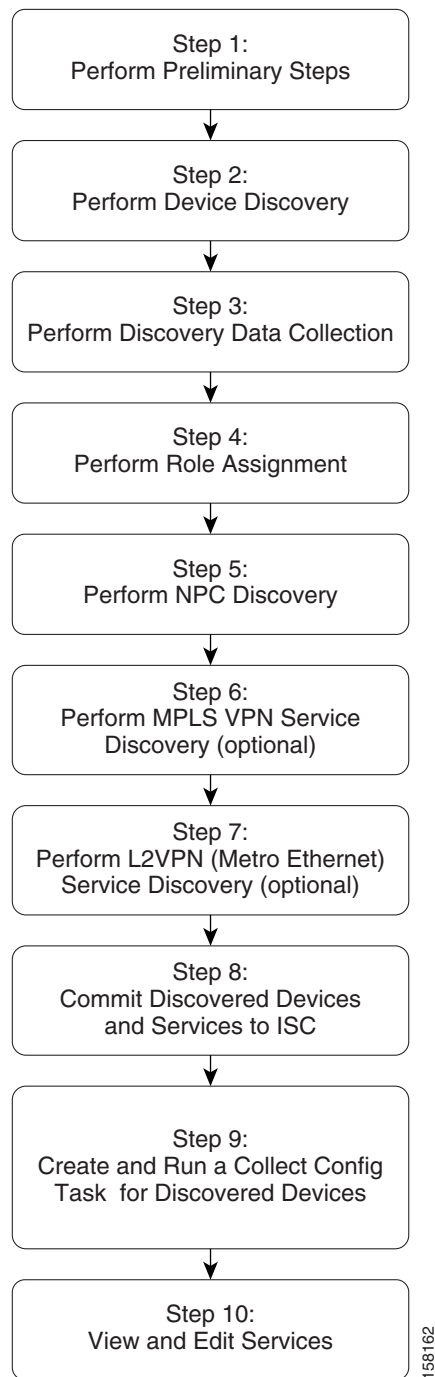 Step 1:
Perform Preliminary Steps
Step 2:
Perform Device Discovery
Step 3:
Perform Discovery Data Collection
Step 4:
Perform Role Assignment
Step 5:
Perform NPC Discovery
Step 6:
Perform MPLS VPN Service
Discovery (optional)
Step 7:
Perform L2VPN (Metro Ethernet)
Service Discovery (optional)
Step 8:
Commit Discovered Devices
and Services to ISC
Step 9:
Create and Run a Collect Config
Task for Discovered Devices
Step 10:
View and Edit Services
158162